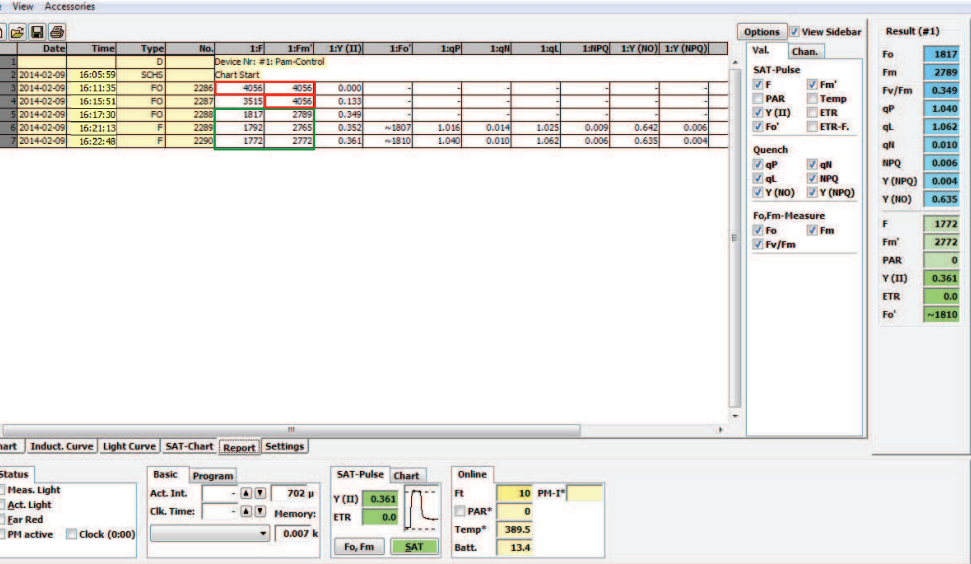 View Accessories
Options View Sidebar Result (#1)
Date Time Type No. 1:F 1:Fm' 1:Y (II) 1:Fo' 1:qP 1:qN 1:qL 1:NPQ 1:Y (NO) 1:Y (NPQ)
1 D Device Nr: #1: Pam-Control
2 2014-02-09 16:05:59 SCHS Chart Start
3 2014-02-09 16:11:35 FO 2286 4056 4056 0.000 - - - - - - -
4 2014-02-09 16:15:51 FO 2287 3515 4056 0.133 - - - - - - -
5 2014-02-09 16:17:30 FO 2288 1817 2789 0.349 - - - - - - -
6 2014-02-09 16:21:13 F 2289 1792 2765 0.352 ~1807 1.016 0.014 1.025 0.009 0.642 0.006
7 2014-02-09 16:22:48 F 2290 1772 2772 0.361 ~1810 1.040 0.010 1.062 0.006 0.635 0.004
Val. Chan.
SAT-Pulse
F Fm'
PAR Temp
Y (II) ETR
Fo' ETR-F.
Quench
qP qN
qL NPQ
Y (NO) Y (NPQ)
Fo,Fm-Measure
Fo Fm
Fv/Fm
Fo 1817
Fm 2789
Fv/Fm 0.349
qP 1.040
qL 1.062
qN 0.010
NPQ 0.006
Y (NPQ) 0.004
Y (NO) 0.635
F 1772
Fm' 2772
PAR 0
Y (II) 0.361
ETR 0.0
Fo' ~1810
hart Induct. Curve Light Curve SAT-Chart Report Settings
Status
Meas. Light
Act. Light
Far Red
PM active Clock (0:00)
Basic Program
Act. Int. - 702 µ
Clk. Time: - Memory:
0.007 k
SAT-Pulse Chart
Y (II) 0.361
ETR 0.0
Fo, Fm SAT
Online
Ft 10 PM-I*
PAR* 0
Temp* 389.5
Batt. 13.4